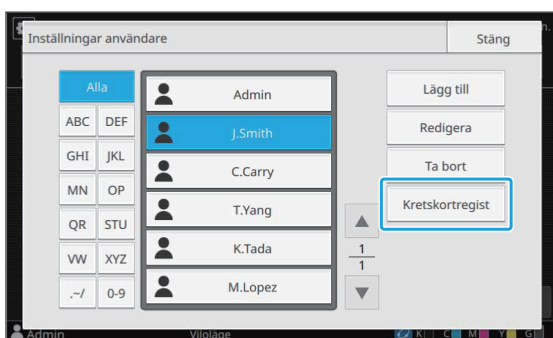 Inställningar användare
Stäng
Alla
ABC DEF
GHI JKL
MN OP
QR STU
VW XYZ
.~/ 0-9
Admin
J.Smith
C.Carry
T.Yang
K.Tada
M.Lopez
1
1
Lägg till
Redigera
Ta bort
Kretskortregist
n.
Admin
Viloläge
K C M Y G